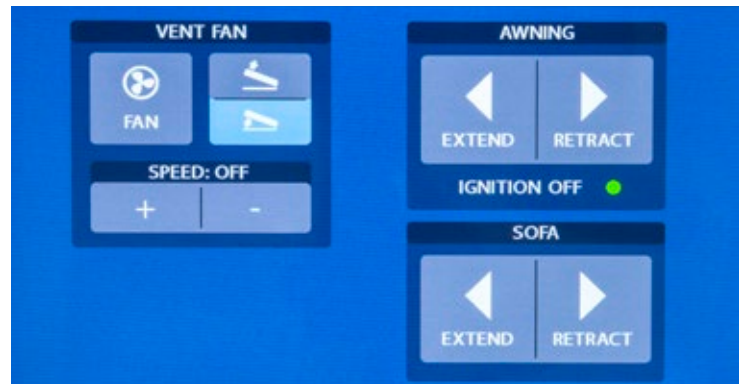 VENT FAN
FAN
SPEED: OFF
+ -
AWNING
EXTEND RETRACT
IGNITION OFF
SOFA
EXTEND RETRACT